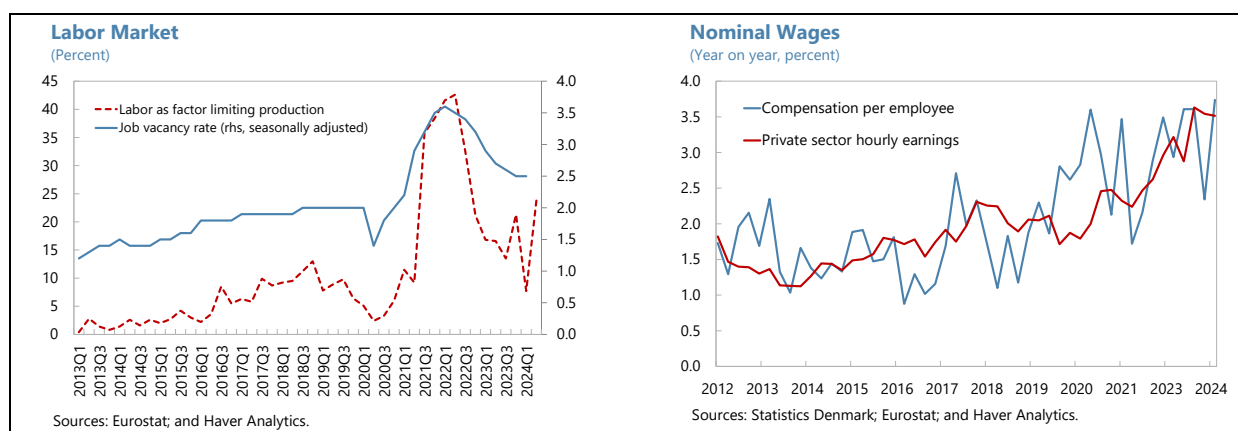 Labor Market
(Percent)
45
40
35
30
25
20
15
10
5
0
4.0
3.5
3.0
2.5
2.0
1.5
1.0
0.5
0.0
Labor as factor limiting production
Job vacancy rate (rhs, seasonally adjusted)
2013Q1
2013Q3
2014Q1
2014Q3
2015Q1
2015Q3
2016Q1
2016Q3
2017Q1
2017Q3
2018Q1
2018Q3
2019Q1
2019Q3
2020Q1
2020Q3
2021Q1
2021Q3
2022Q1
2022Q3
2023Q1
2023Q3
2024Q1
Sources: Eurostat; and Haver Analytics.
Nominal Wages
(Year on year, percent)
4.0
3.5
3.0
2.5
2.0
1.5
1.0
0.5
0.0
Compensation per employee
Private sector hourly earnings
2012 2013 2014 2015 2016 2017 2018 2019 2020 2021 2022 2023 2024
Sources: Statistics Denmark; Eurostat; and Haver Analytics.